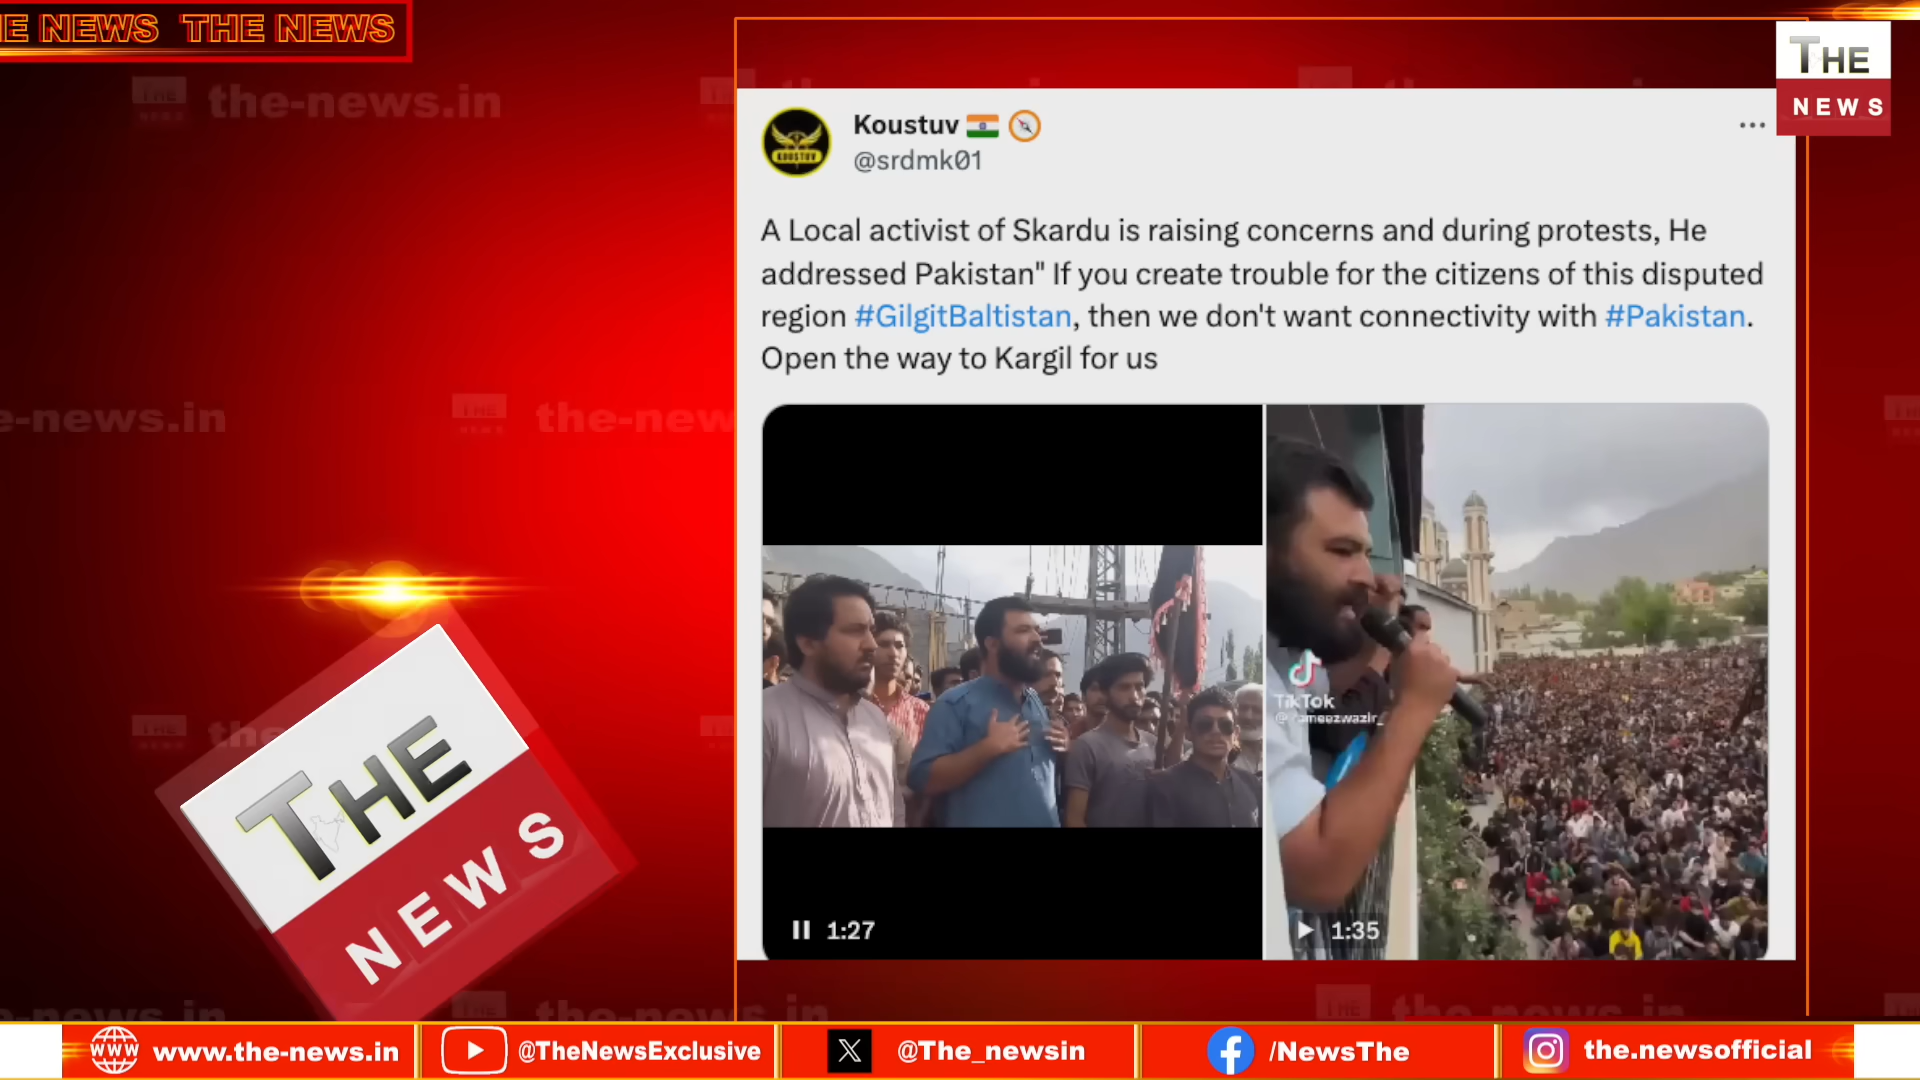 THE NEWS THE NEWS
the-news.in
THE
NEWS
Koustuv
@srdmk01
KOUSTUV
A Local activist of Skardu is raising concerns and during protests, He
addressed Pakistan" If you create trouble for the citizens of this disputed
region #GilgitBaltistan, then we don't want connectivity with #Pakistan.
Open the way to Kargil for us
TikTok
1:27
1:35
THE
NEWS
www.the-news.in
@TheNewsExclusive
@The_newsin
/NewsThe
the.newsofficial